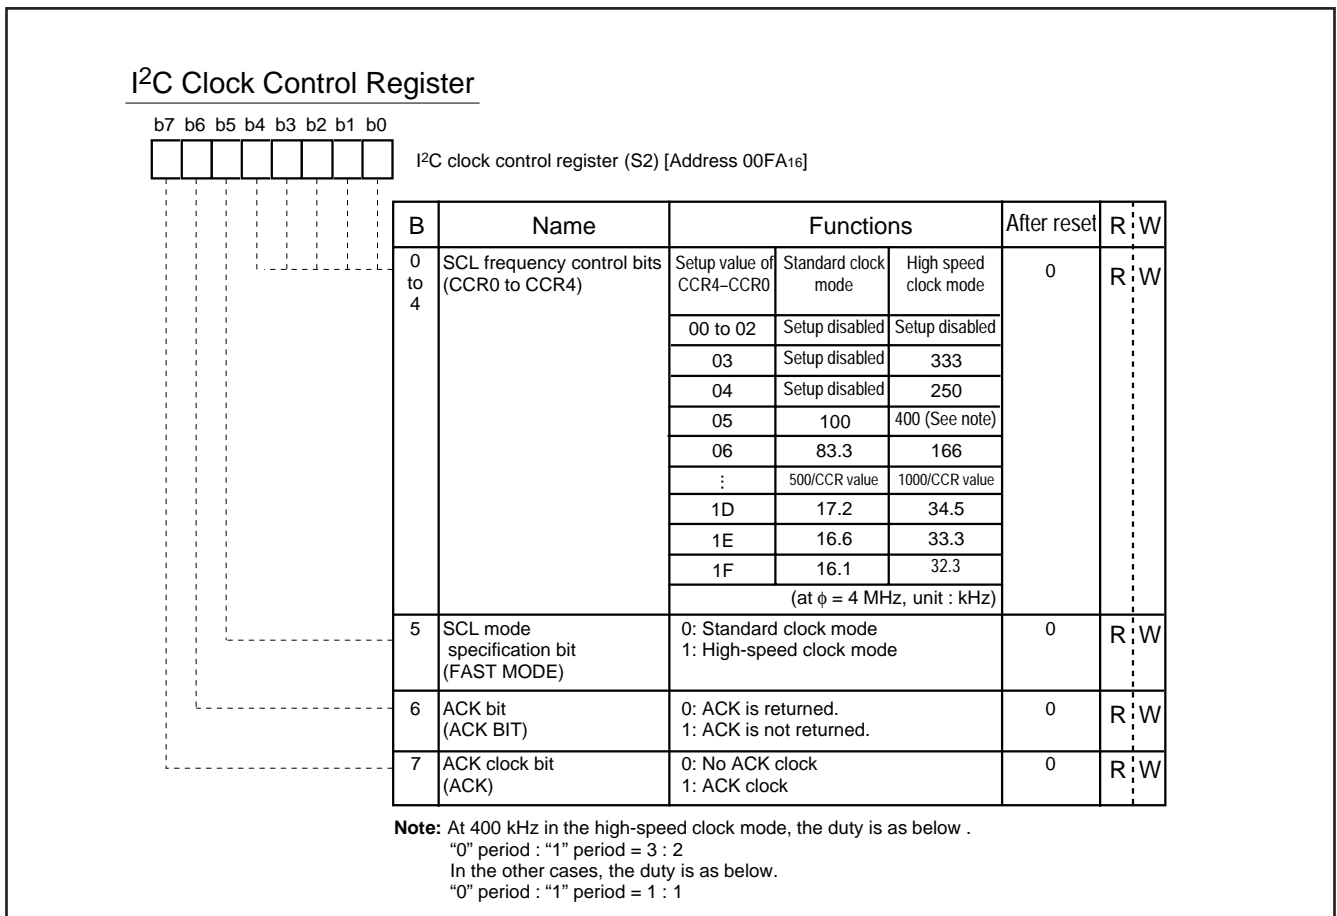 I2C Clock Control Register
b7 b6 b5 b4 b3 b2 b1 b0
I2C clock control register (S2) [Address 00FA16]
B Name Functions After reset R W
0 to 4 SCL frequency control bits (CCR0 to CCR4) 0 R W
Setup value of CCR4–CCR0 Standard clock mode High speed clock mode
00 to 02 Setup disabled Setup disabled
03 Setup disabled 333
04 Setup disabled 250
05 100 400 (See note)
06 83.3 166
⋮ 500/CCR value 1000/CCR value
1D 17.2 34.5
1E 16.6 33.3
1F 16.1 32.3
(at ϕ = 4 MHz, unit : kHz)
5 SCL mode 0: Standard clock mode 0 R W
specification bit 1: High-speed clock mode
(FAST MODE)
6 ACK bit 0: ACK is returned. 0 R W
(ACK BIT) 1: ACK is not returned.
7 ACK clock bit 0: No ACK clock 0 R W
(ACK) 1: ACK clock
Note: At 400 kHz in the high-speed clock mode, the duty is as below .
“0” period : “1” period = 3 : 2
In the other cases, the duty is as below.
“0” period : “1” period = 1 : 1